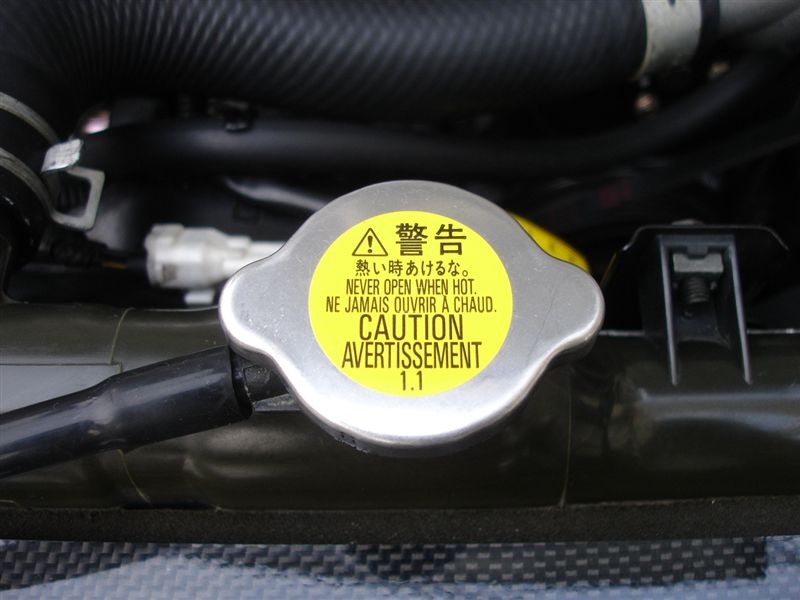 ⚠ 警告
熱い時あけるな。
NEVER OPEN WHEN HOT.
NE JAMAIS OUVRIR À CHAUD.
CAUTION
AVERTISSEMENT
1.1